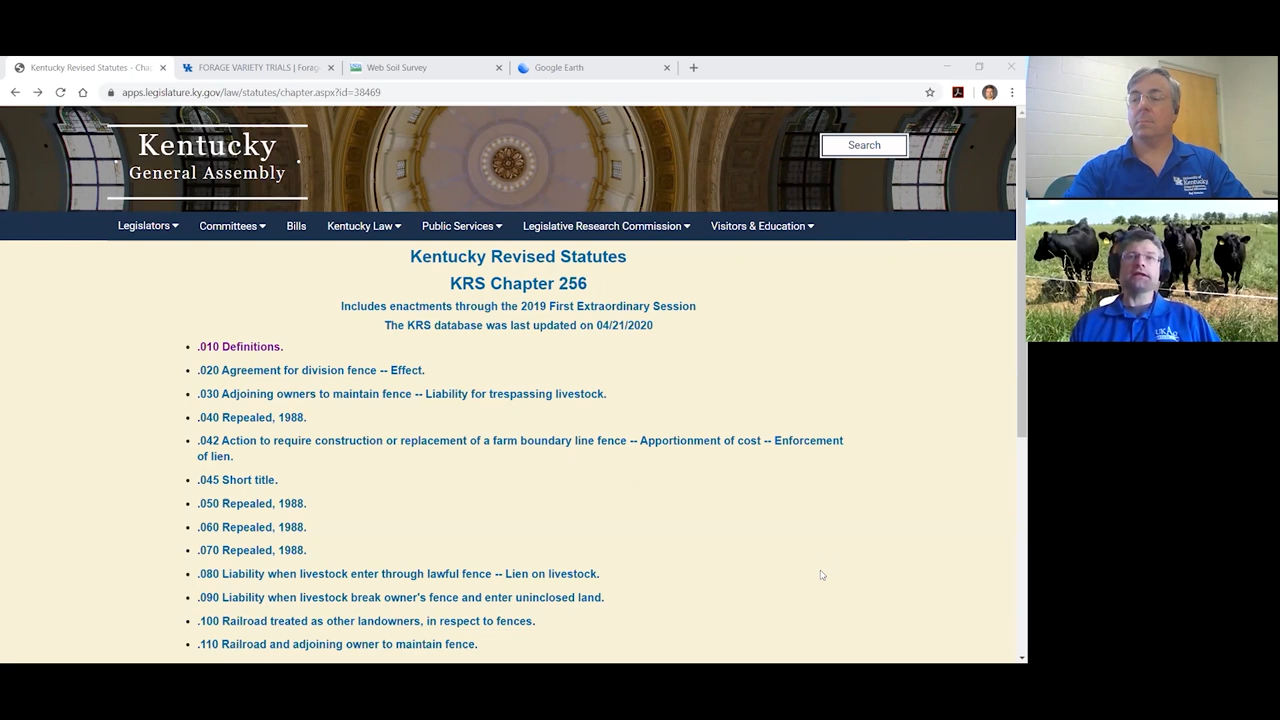 Kentucky Revised Statutes - Cha
FORAGE VARIETY TRIALS | Forag
Web Soil Survey
Google Earth
apps.legislature.ky.gov/law/statutes/chapter.aspx?id=38469
Kentucky
General Assembly
Search
Legislators
Committees
Bills
Kentucky Law
Public Services
Legislative Research Commission
Visitors & Education
Kentucky Revised Statutes
KRS Chapter 256
Includes enactments through the 2019 First Extraordinary Session
The KRS database was last updated on 04/21/2020
.010 Definitions.
.020 Agreement for division fence -- Effect.
.030 Adjoining owners to maintain fence -- Liability for trespassing livestock.
.040 Repealed, 1988.
.042 Action to require construction or replacement of a farm boundary line fence -- Apportionment of cost -- Enforcement
of lien.
.045 Short title.
.050 Repealed, 1988.
.060 Repealed, 1988.
.070 Repealed, 1988.
.080 Liability when livestock enter through lawful fence -- Lien on livestock.
.090 Liability when livestock break owner's fence and enter uninclosed land.
.100 Railroad treated as other landowners, in respect to fences.
.110 Railroad and adjoining owner to maintain fence.
University of
Kentucky